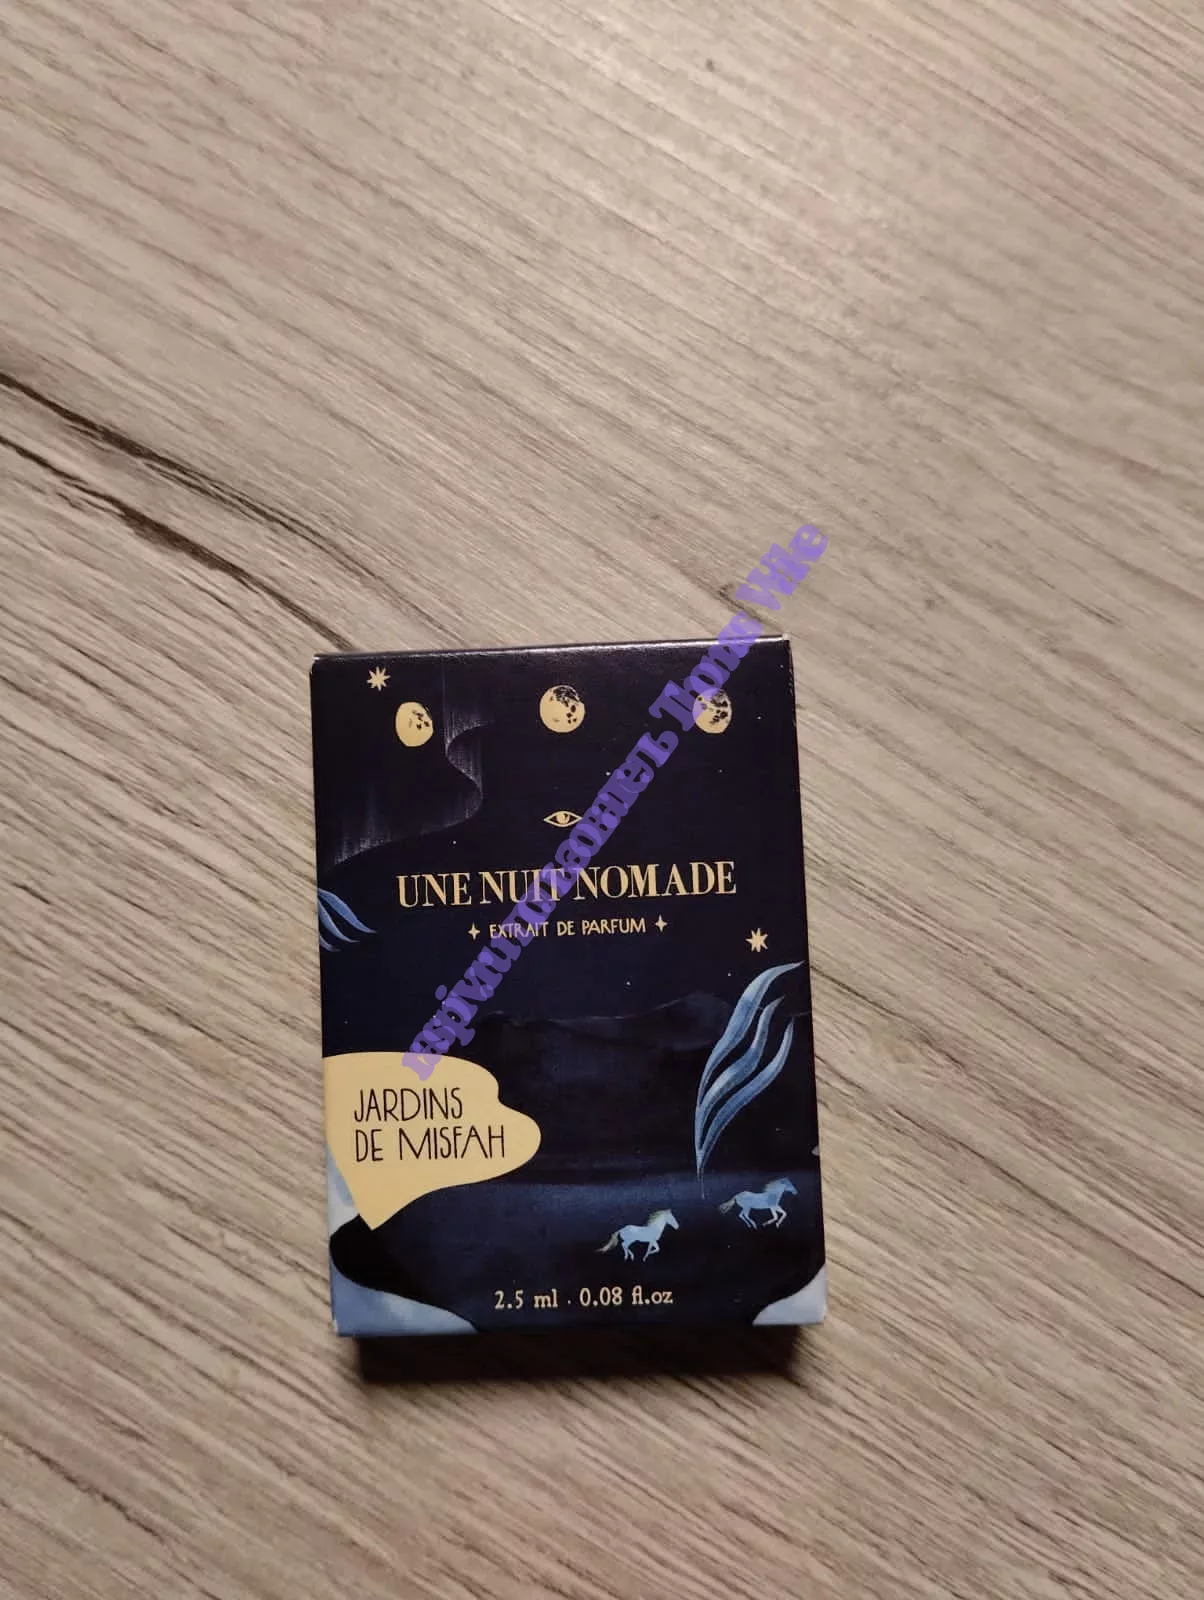 UNE NUIT NOMADE
EXTRAIT DE PARFUM
JARDINS
DE MISFAH
2.5 ml · 0.08 fl.oz